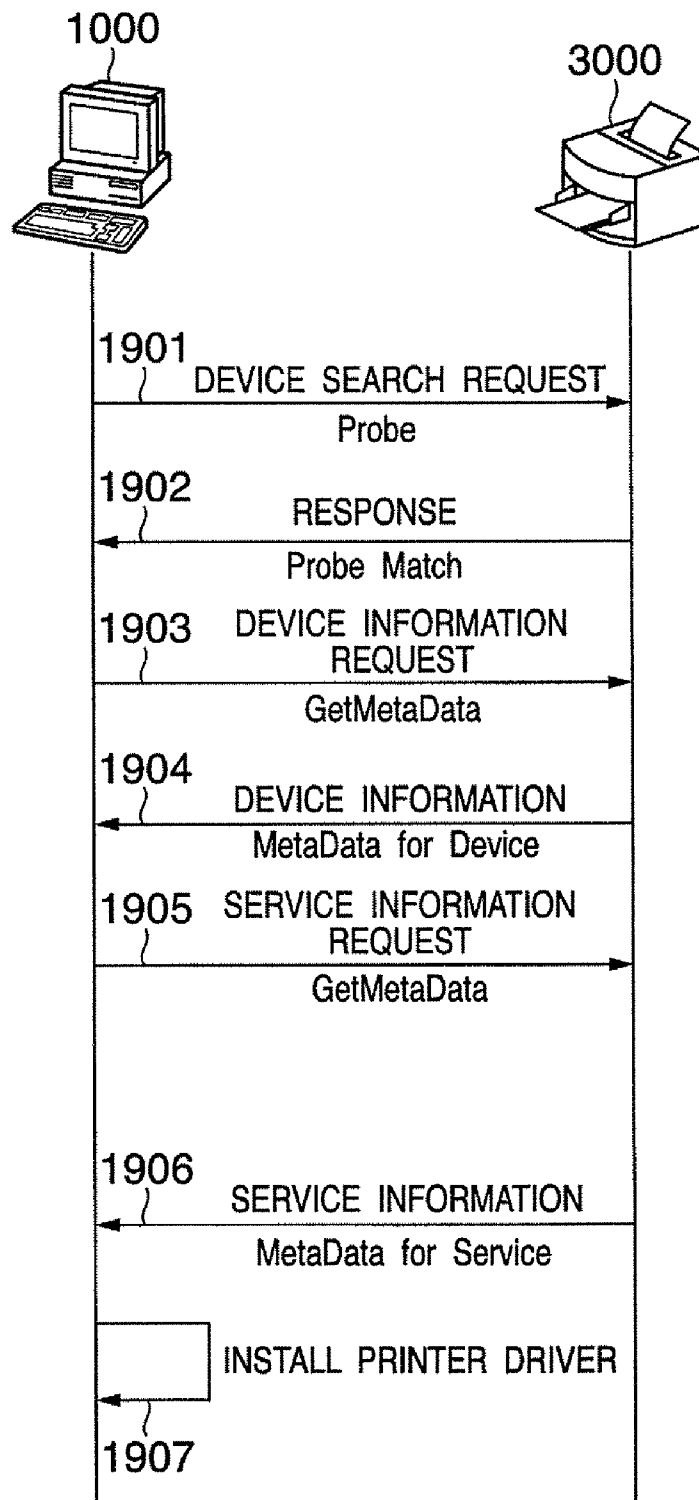 1000
3000
1901
DEVICE SEARCH REQUEST
Probe
1902
RESPONSE
Probe Match
1903
DEVICE INFORMATION
REQUEST
GetMetaData
1904
DEVICE INFORMATION
MetaData for Device
1905
SERVICE INFORMATION
REQUEST
GetMetaData
1906
SERVICE INFORMATION
MetaData for Service
INSTALL PRINTER DRIVER
1907